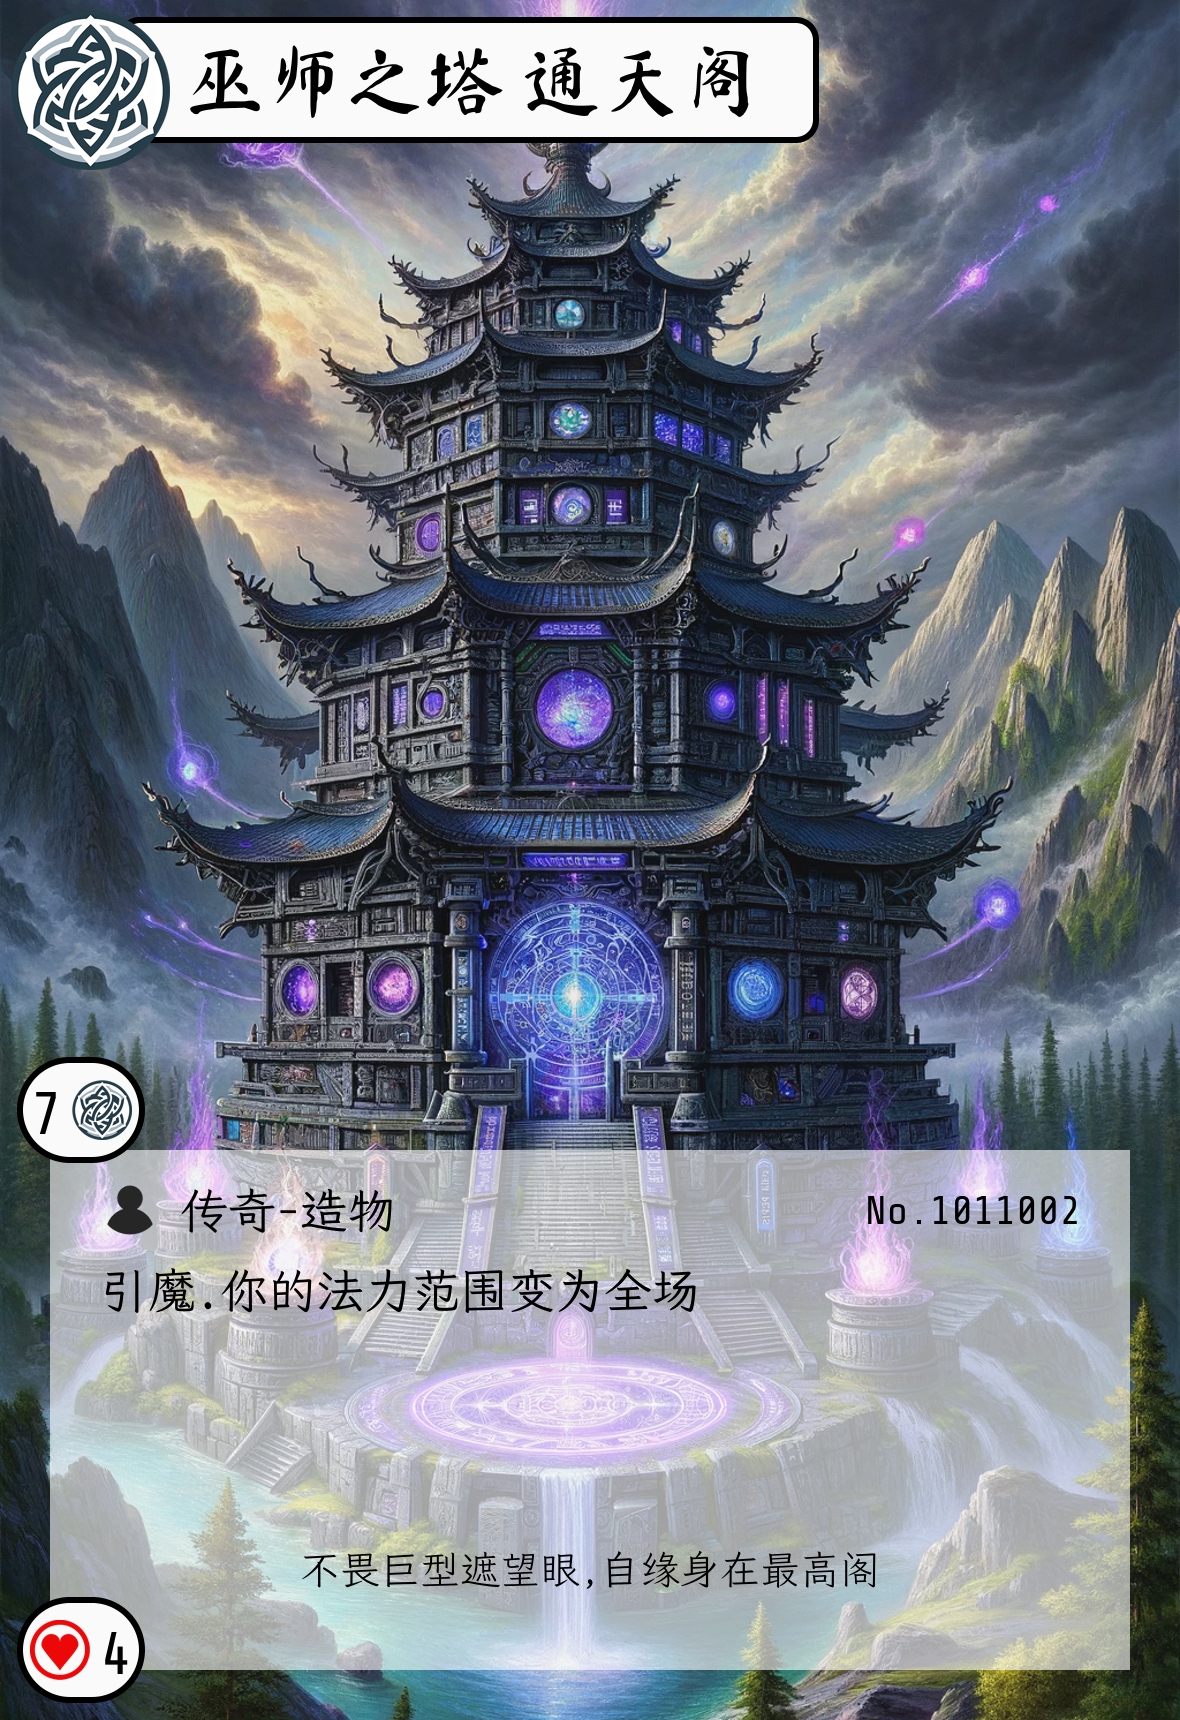 巫师之塔 通天阁
7
传奇-造物
No.1011002
引魔.你的法力范围变为全场
不畏巨型遮望眼,自缘身在最高阁
4